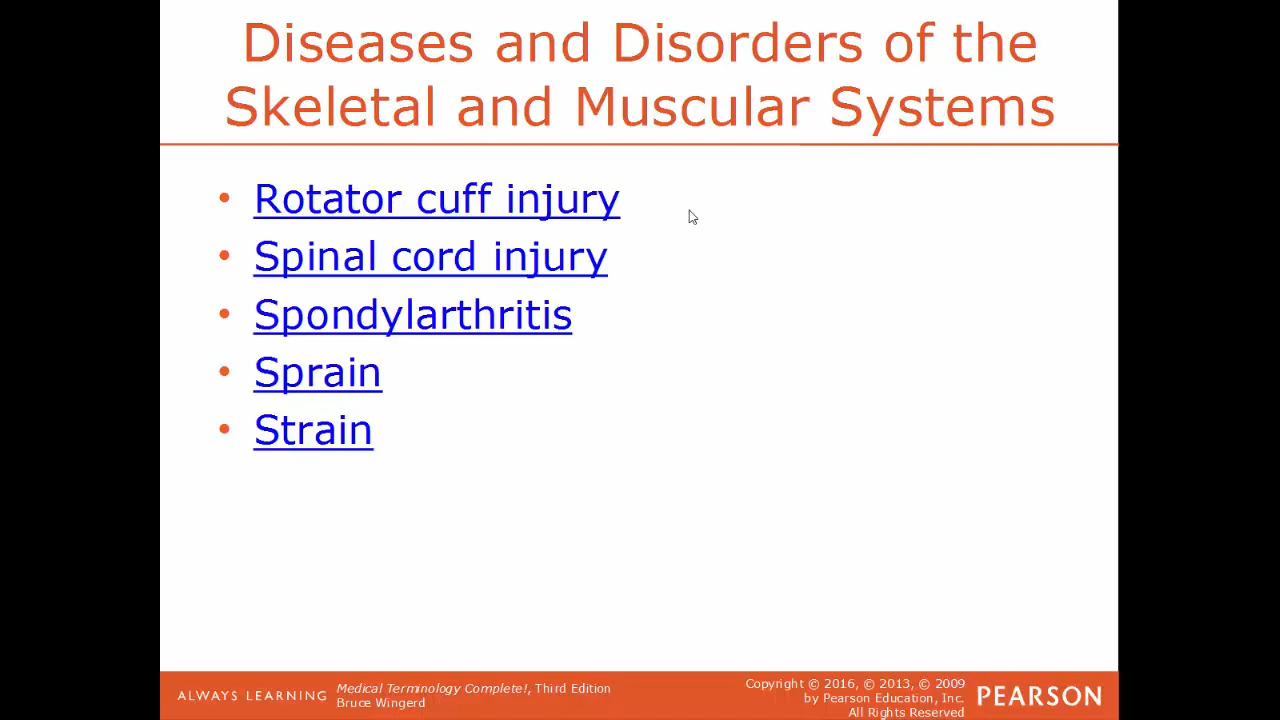 Diseases and Disorders of the
Skeletal and Muscular Systems
• Rotator cuff injury
• Spinal cord injury
• Spondylarthritis
• Sprain
• Strain
ALWAYS LEARNING
Medical Terminology Complete!, Third Edition
Bruce Wingerd
Copyright © 2016, © 2013, © 2009
by Pearson Education, Inc.
All Rights Reserved
PEARSON